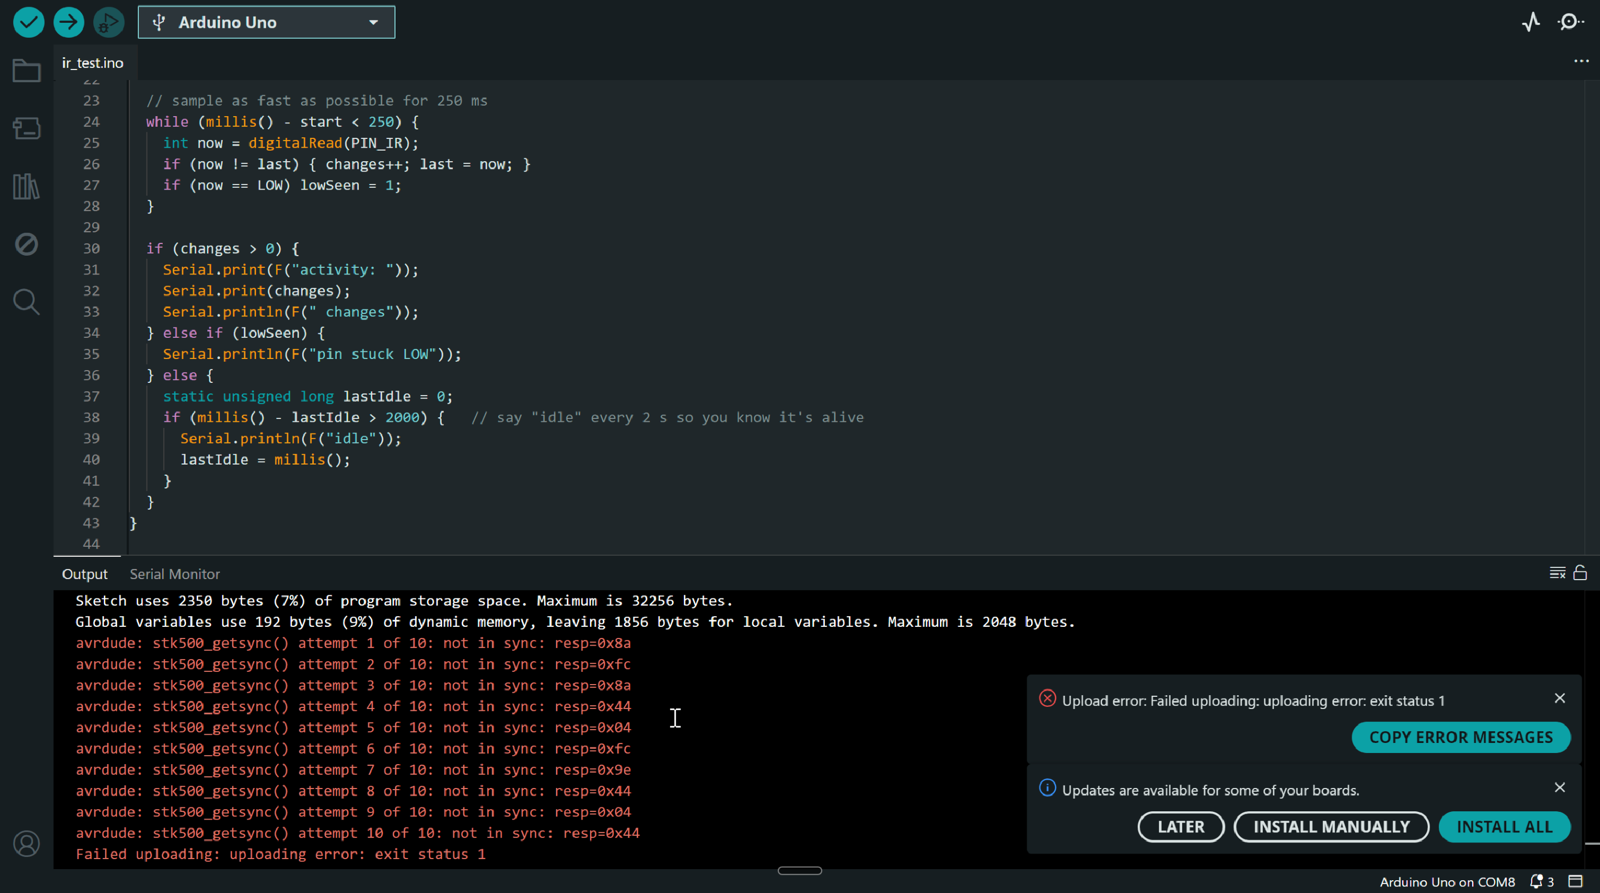 Arduino Uno
ir_test.ino
22
23 // sample as fast as possible for 250 ms
24 while (millis() - start < 250) {
25 int now = digitalRead(PIN_IR);
26 if (now != last) { changes++; last = now; }
27 if (now == LOW) lowSeen = 1;
28 }
29
30 if (changes > 0) {
31 Serial.print(F("activity: "));
32 Serial.print(changes);
33 Serial.println(F(" changes"));
34 } else if (lowSeen) {
35 Serial.println(F("pin stuck LOW"));
36 } else {
37 static unsigned long lastIdle = 0;
38 if (millis() - lastIdle > 2000) { // say "idle" every 2 s so you know it's alive
39 Serial.println(F("idle"));
40 lastIdle = millis();
41 }
42 }
43 }
44
Output Serial Monitor
Sketch uses 2350 bytes (7%) of program storage space. Maximum is 32256 bytes.
Global variables use 192 bytes (9%) of dynamic memory, leaving 1856 bytes for local variables. Maximum is 2048 bytes.
avrdude: stk500_getsync() attempt 1 of 10: not in sync: resp=0x8a
avrdude: stk500_getsync() attempt 2 of 10: not in sync: resp=0xfc
avrdude: stk500_getsync() attempt 3 of 10: not in sync: resp=0x8a
avrdude: stk500_getsync() attempt 4 of 10: not in sync: resp=0x44
avrdude: stk500_getsync() attempt 5 of 10: not in sync: resp=0x04
avrdude: stk500_getsync() attempt 6 of 10: not in sync: resp=0xfc
avrdude: stk500_getsync() attempt 7 of 10: not in sync: resp=0x9e
avrdude: stk500_getsync() attempt 8 of 10: not in sync: resp=0x44
avrdude: stk500_getsync() attempt 9 of 10: not in sync: resp=0x04
avrdude: stk500_getsync() attempt 10 of 10: not in sync: resp=0x44
Failed uploading: uploading error: exit status 1
Upload error: Failed uploading: uploading error: exit status 1
COPY ERROR MESSAGES
Updates are available for some of your boards.
LATER INSTALL MANUALLY INSTALL ALL
Arduino Uno on COM8 3